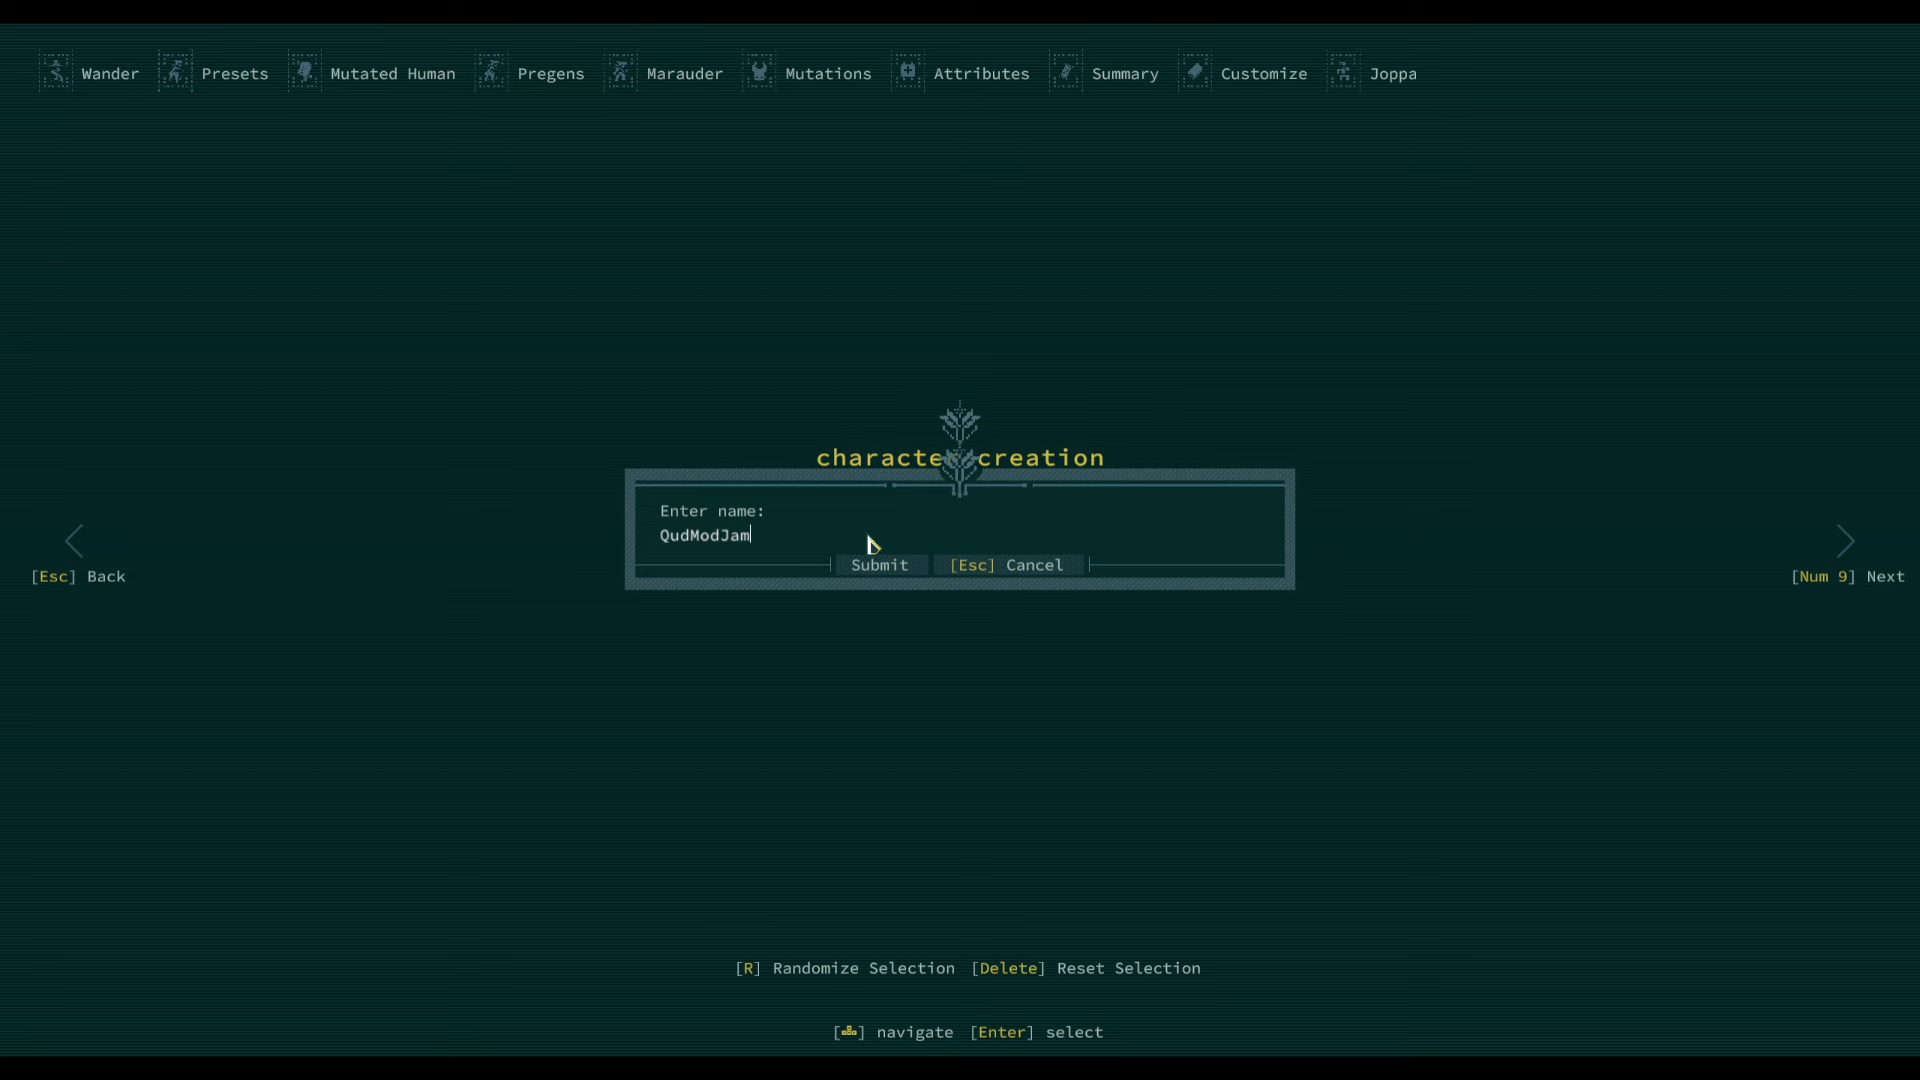 Wander Presets Mutated Human Pregens Marauder Mutations Attributes Summary Customize Joppa
character creation
Enter name:
QudModJam
Submit [Esc] Cancel
[Esc] Back
[Num 9] Next
[R] Randomize Selection [Delete] Reset Selection
navigate [Enter] select